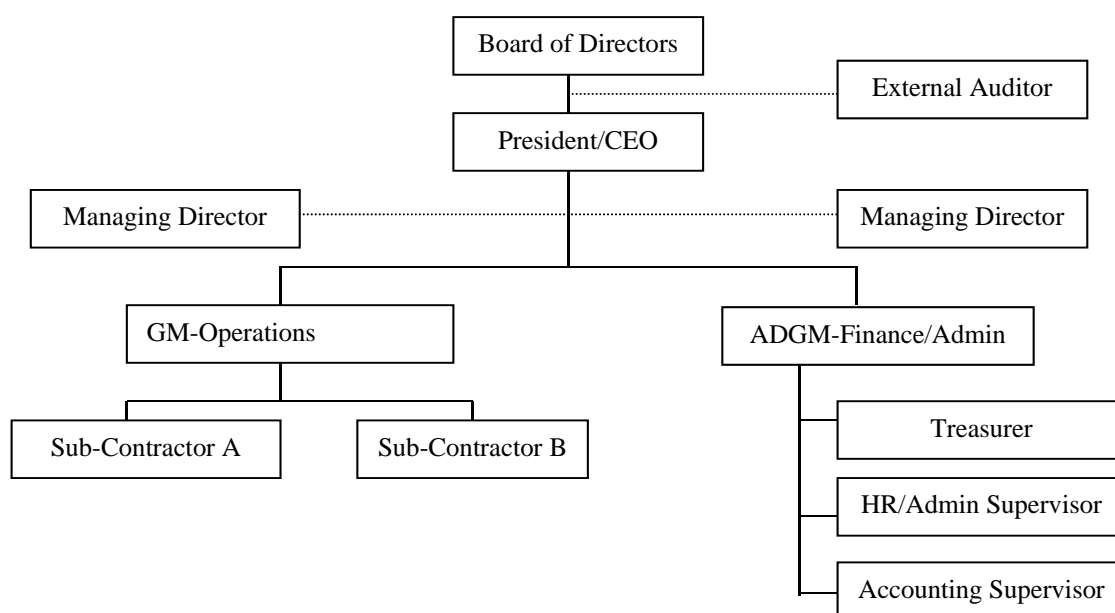 Board of Directors
External Auditor
President/CEO
Managing Director
Managing Director
GM-Operations
ADGM-Finance/Admin
Sub-Contractor A
Sub-Contractor B
Treasurer
HR/Admin Supervisor
Accounting Supervisor